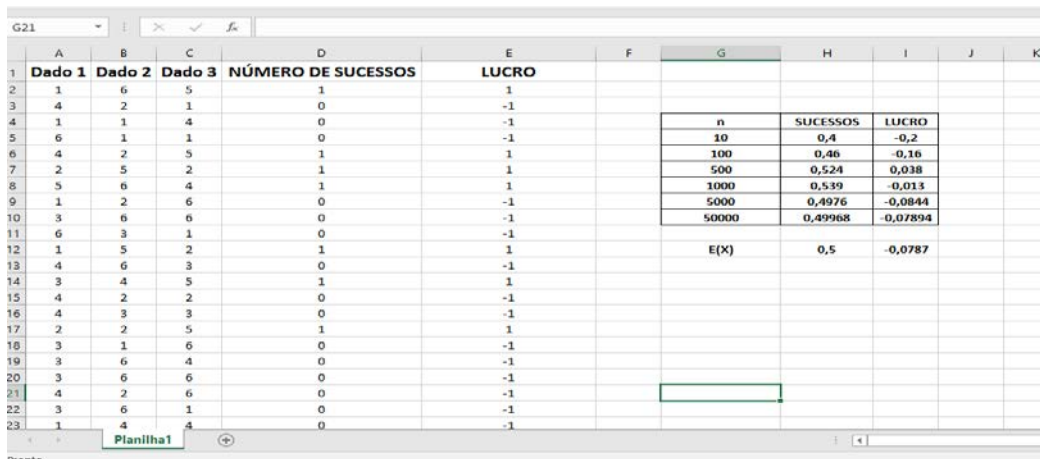 G21 fx
A B C D E F G H I J K
1 Dado 1 Dado 2 Dado 3 NÚMERO DE SUCESSOS LUCRO
2 1 6 5 1 1
3 4 2 1 0 -1
4 1 1 4 0 -1 n SUCESSOS LUCRO
5 6 1 1 0 -1 10 0,4 -0,2
6 4 2 5 1 1 100 0,46 -0,16
7 2 5 2 1 1 500 0,524 0,038
8 5 6 4 1 1 1000 0,539 -0,013
9 1 2 6 0 -1 5000 0,4976 -0,0844
10 3 6 6 0 -1 50000 0,49968 -0,07894
11 6 3 1 0 -1
12 1 5 2 1 1 E(X) 0,5 -0,0787
13 4 6 3 0 -1
14 3 4 5 1 1
15 4 2 2 0 -1
16 4 3 3 0 -1
17 2 2 5 1 1
18 3 1 6 0 -1
19 3 6 4 0 -1
20 3 6 6 0 -1
21 4 2 6 0 -1
22 3 6 1 0 -1
23 1 4 4 0 -1
Planilha1